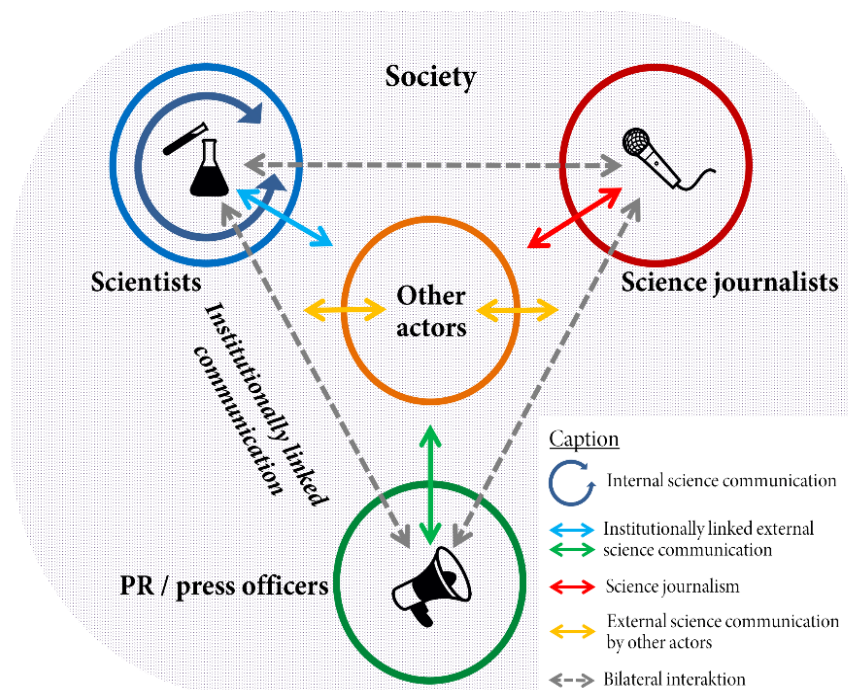 Society
Scientists
Science journalists
Other
actors
Institutionally linked
communication
PR / press officers
Caption
Internal science communication
Institutionally linked external
science communication
Science journalism
External science communication
by other actors
Bilateral interaktion